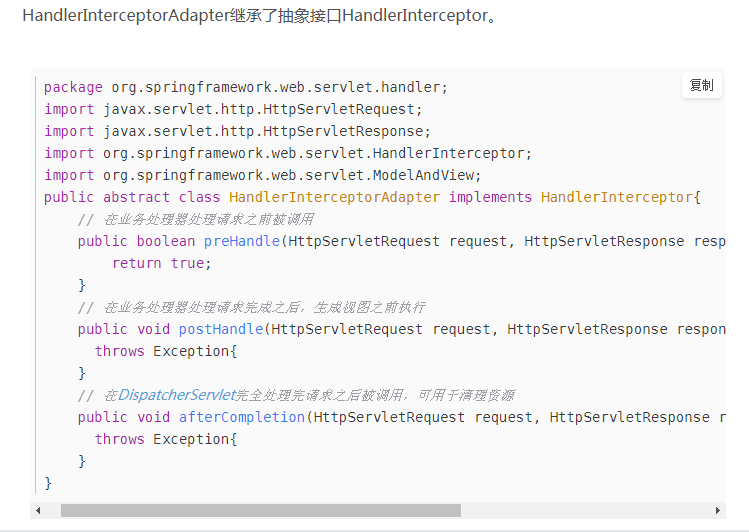 HandlerInterceptorAdapter继承了抽象接口HandlerInterceptor。
复制
package org.springframework.web.servlet.handler;
import javax.servlet.http.HttpServletRequest;
import javax.servlet.http.HttpServletResponse;
import org.springframework.web.servlet.HandlerInterceptor;
import org.springframework.web.servlet.ModelAndView;
public abstract class HandlerInterceptorAdapter implements HandlerInterceptor{
    // 在业务处理器处理请求之前被调用
    public boolean preHandle(HttpServletRequest request, HttpServletResponse resp
        return true;
    }
    // 在业务处理器处理请求完成之后，生成视图之前执行
    public void postHandle(HttpServletRequest request, HttpServletResponse respon
      throws Exception{
    }
    // 在DispatcherServlet完全处理完请求之后被调用，可用于清理资源
    public void afterCompletion(HttpServletRequest request, HttpServletResponse r
      throws Exception{
    }
}